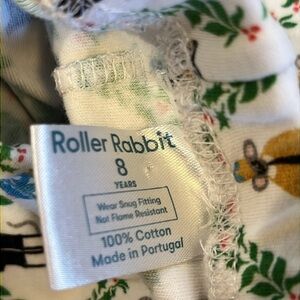 Roller Rabbit
8
YEARS
Wear Snug Fitting
Not Flame Resistant
100% Cotton
Made in Portugal